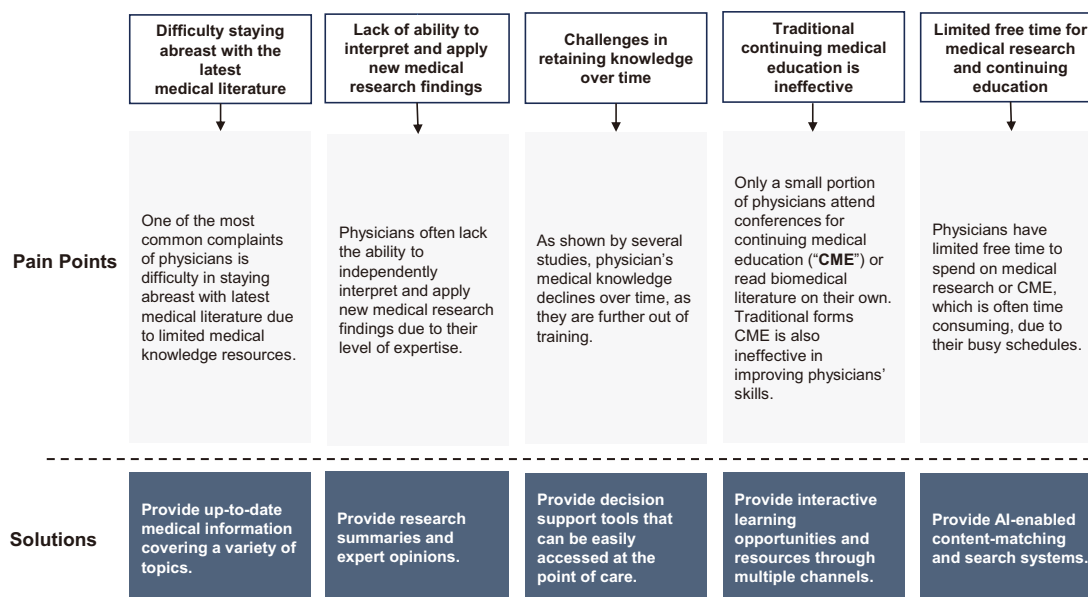 Difficulty staying
abreast with the
latest
medical literature
Lack of ability to
interpret and apply
new medical
research findings
Challenges in
retaining knowledge
over time
Traditional
continuing medical
education is
ineffective
Limited free time for
medical research
and continuing
education
Pain Points
One of the most
common complaints
of physicians is
difficulty in staying
abreast with latest
medical literature due
to limited medical
knowledge resources.
Physicians often lack
the ability to
independently
interpret and apply
new medical research
findings due to their
level of expertise.
As shown by several
studies, physician’s
medical knowledge
declines over time, as
they are further out of
training.
Only a small portion
of physicians attend
conferences for
continuing medical
education (“CME”) or
read biomedical
literature on their own.
Traditional forms
CME is also
ineffective in
improving physicians’
skills.
Physicians have
limited free time to
spend on medical
research or CME,
which is often time
consuming, due to
their busy schedules.
Solutions
Provide up-to-date
medical information
covering a variety of
topics.
Provide research
summaries and
expert opinions.
Provide decision
support tools that
can be easily
accessed at the
point of care.
Provide interactive
learning
opportunities and
resources through
multiple channels.
Provide AI-enabled
content-matching
and search systems.